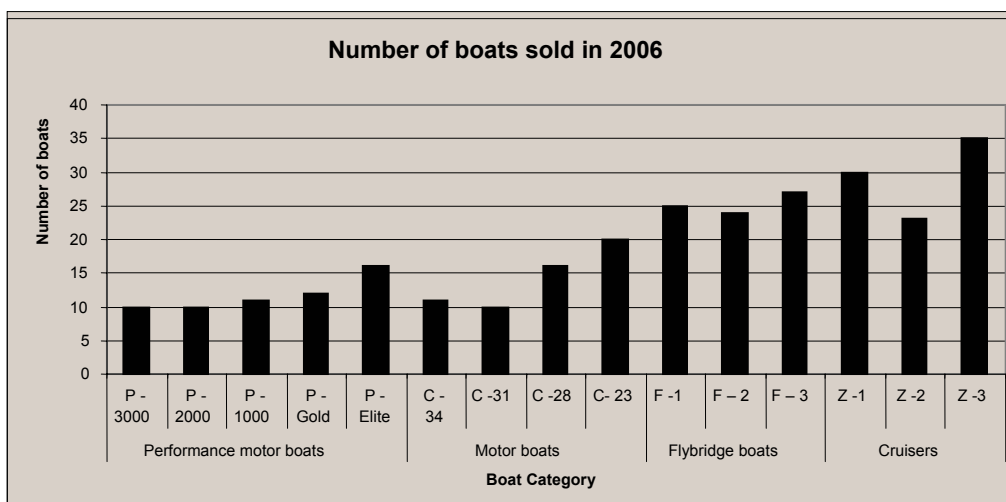 Number of boats sold in 2006
Number of boats
40
35
30
25
20
15
10
5
0
P - 3000
P - 2000
P - 1000
P - Gold
P - Elite
C - 34
C -31
C -28
C- 23
F -1
F – 2
F – 3
Z -1
Z -2
Z -3
Performance motor boats
Motor boats
Flybridge boats
Cruisers
Boat Category